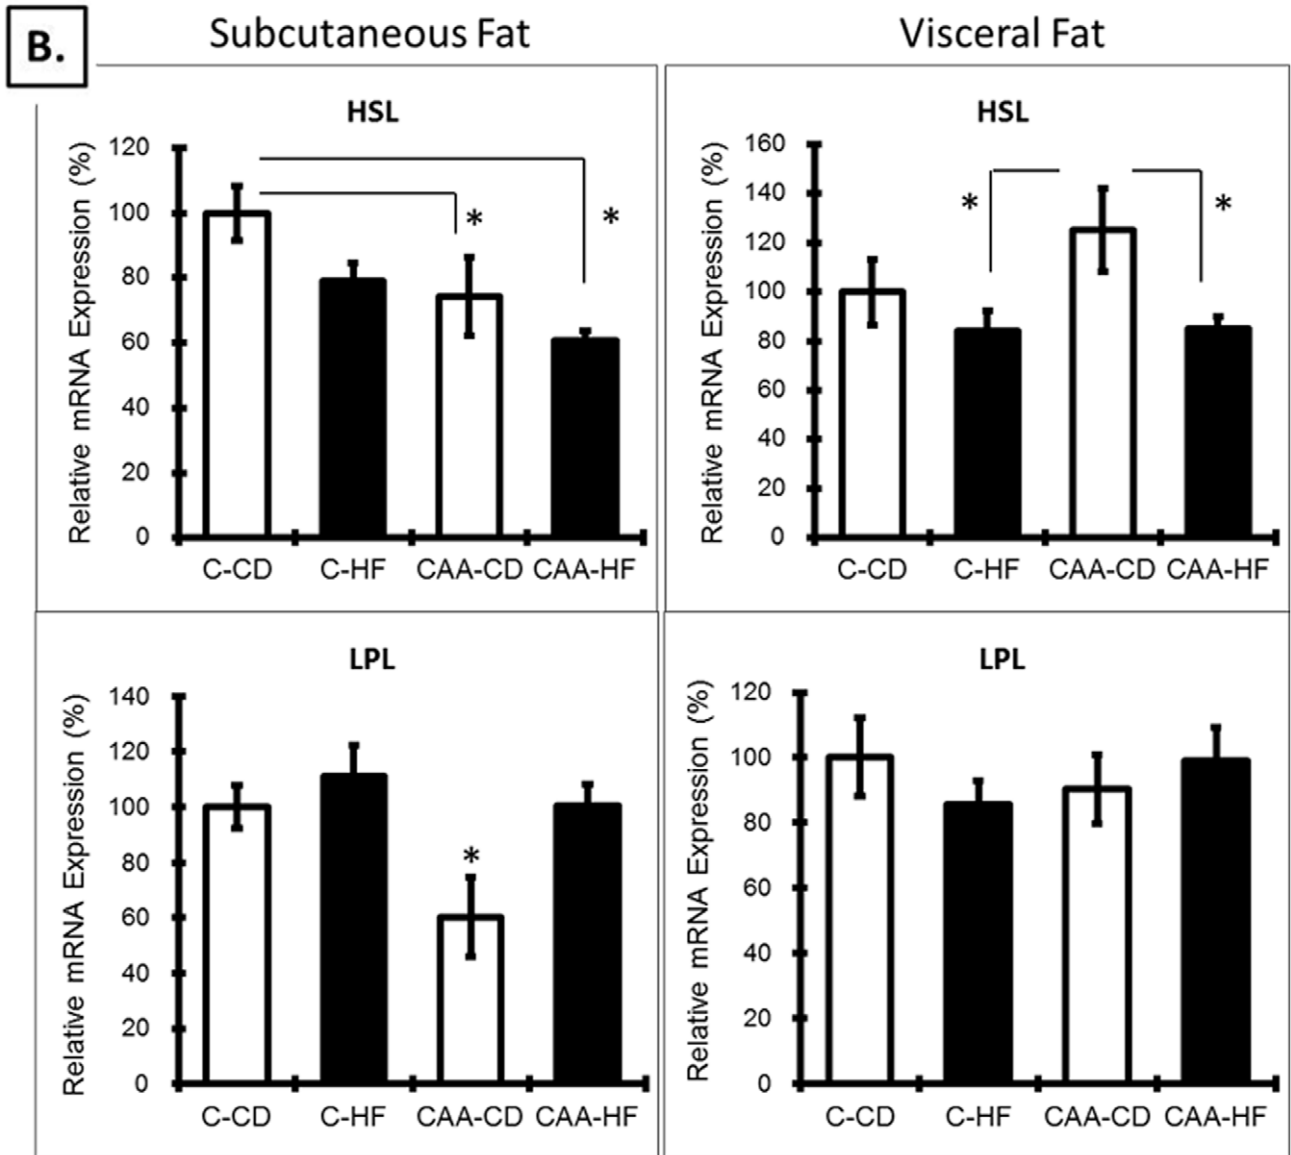 B.
Subcutaneous Fat
Visceral Fat
HSL
Relative mRNA Expression (%)
120
100
80
60
40
20
0
*
*
C-CD C-HF CAA-CD CAA-HF
HSL
Relative mRNA Expression (%)
160
140
120
100
80
60
40
20
0
*
*
C-CD C-HF CAA-CD CAA-HF
LPL
Relative mRNA Expression (%)
140
120
100
80
60
40
20
0
*
C-CD C-HF CAA-CD CAA-HF
LPL
Relative mRNA Expression (%)
120
100
80
60
40
20
0
C-CD C-HF CAA-CD CAA-HF